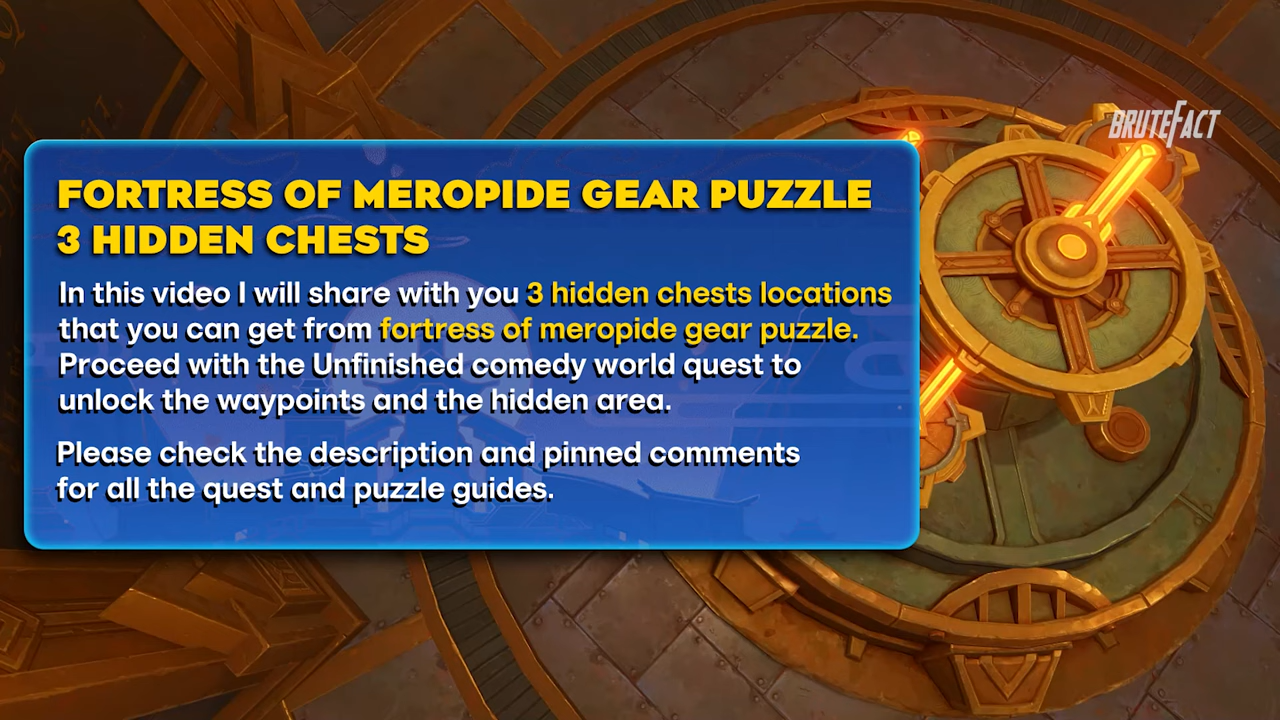 BRUTEFACT
FORTRESS OF MEROPIDE GEAR PUZZLE
3 HIDDEN CHESTS
In this video I will share with you 3 hidden chests locations
that you can get from fortress of meropide gear puzzle.
Proceed with the Unfinished comedy world quest to
unlock the waypoints and the hidden area.
Please check the description and pinned comments
for all the quest and puzzle guides.